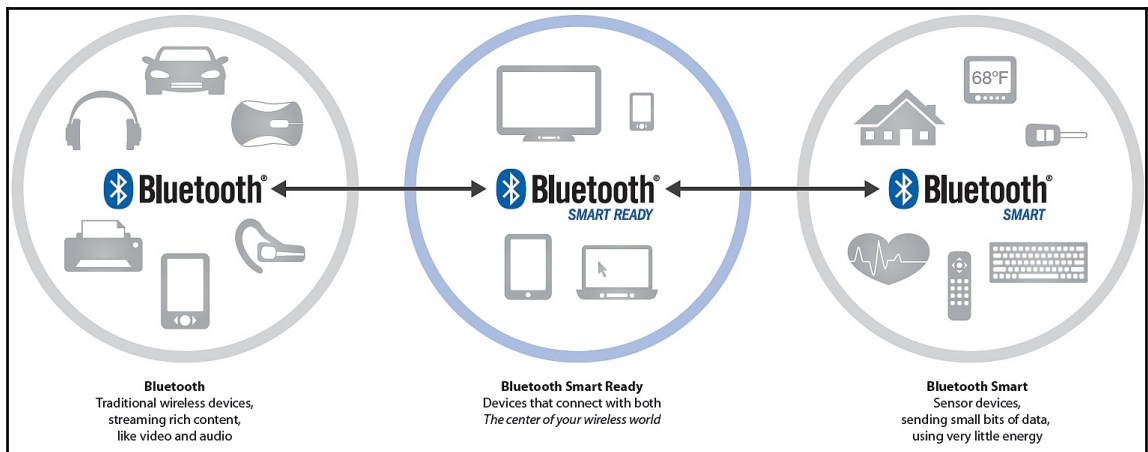 68°F
Bluetooth®
Bluetooth®
SMART READY
Bluetooth®
SMART
Bluetooth
Traditional wireless devices,
streaming rich content,
like video and audio
Bluetooth Smart Ready
Devices that connect with both
The center of your wireless world
Bluetooth Smart
Sensor devices,
sending small bits of data,
using very little energy